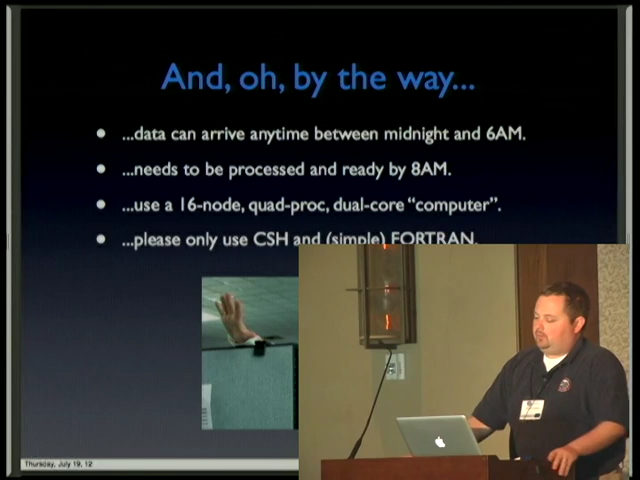 And, oh, by the way...
...data can arrive anytime between midnight and 6AM.
...needs to be processed and ready by 8AM.
...use a 16-node, quad-proc, dual-core “computer”.
...please only use CSH and (simple) FORTRAN.
Thursday, July 19, 12